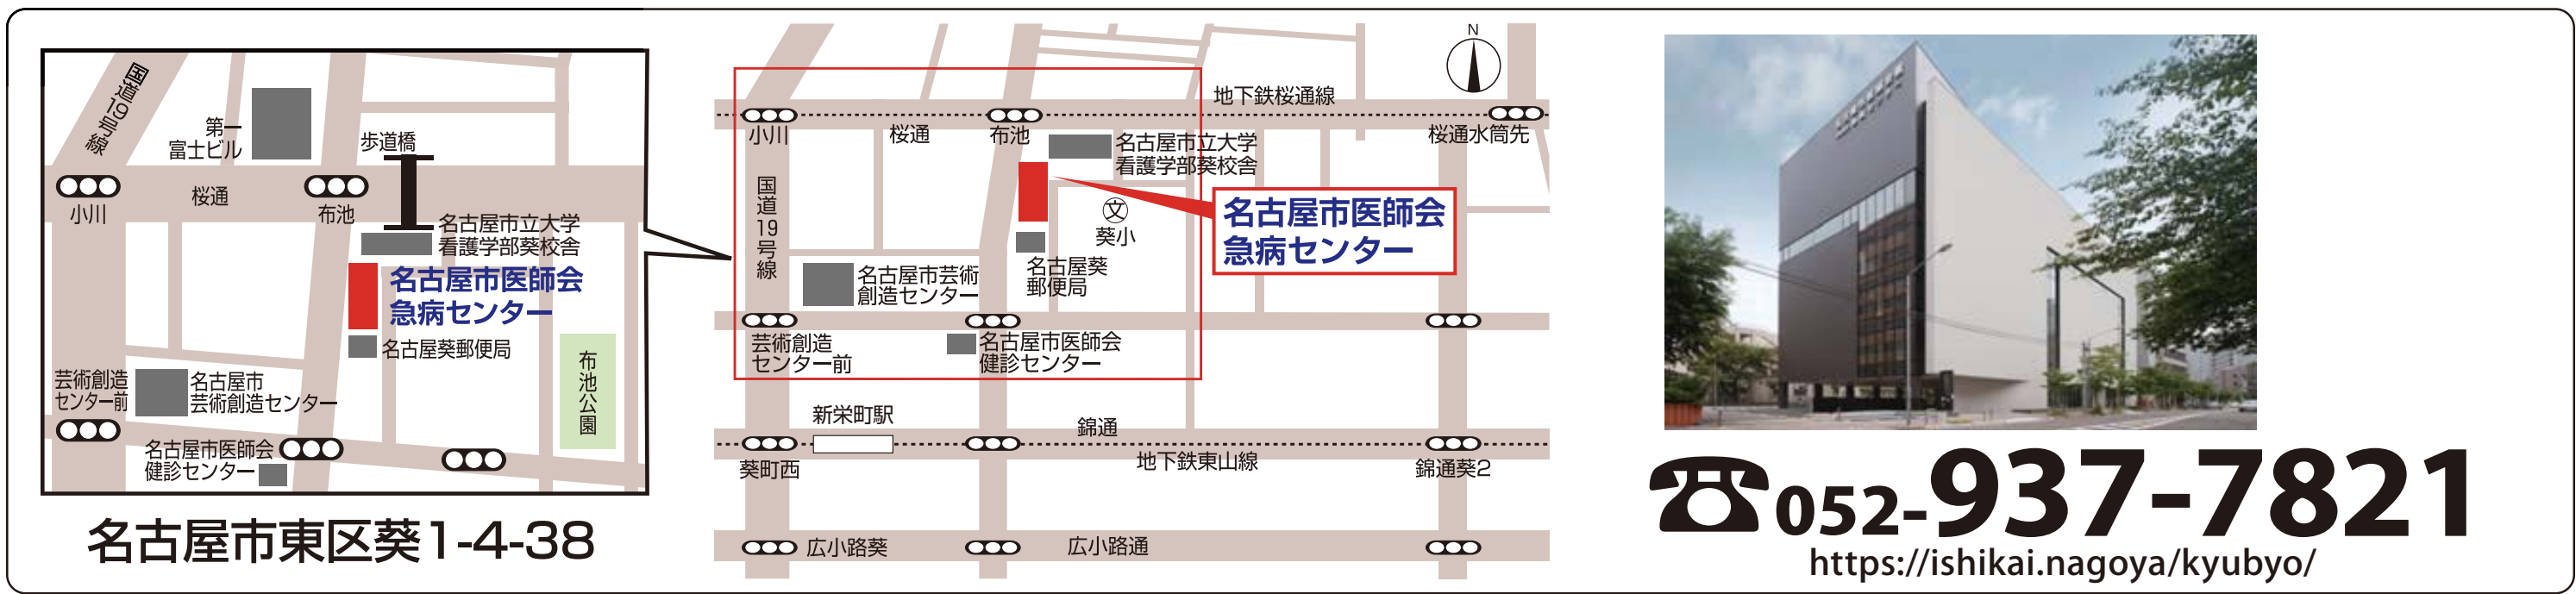 国道19号線
第一
富士ビル
歩道橋
小川
桜通
布池
名古屋市立大学
看護学部葵校舎
名古屋市医師会
急病センター
名古屋葵郵便局
布池公園
芸術創造
センター前
名古屋市
芸術創造センター
名古屋市医師会
健診センター
名古屋市東区葵1-4-38
N
地下鉄桜通線
小川
桜通
布池
桜通水筒先
名古屋市立大学
看護学部葵校舎
国道19号線
名古屋市医師会
急病センター
文
葵小
名古屋葵
郵便局
名古屋市芸術
創造センター
芸術創造
センター前
名古屋市医師会
健診センター
新栄町駅
錦通
葵町西
地下鉄東山線
錦通葵2
広小路葵
広小路通
052-937-7821
https://ishikai.nagoya/kyubyo/